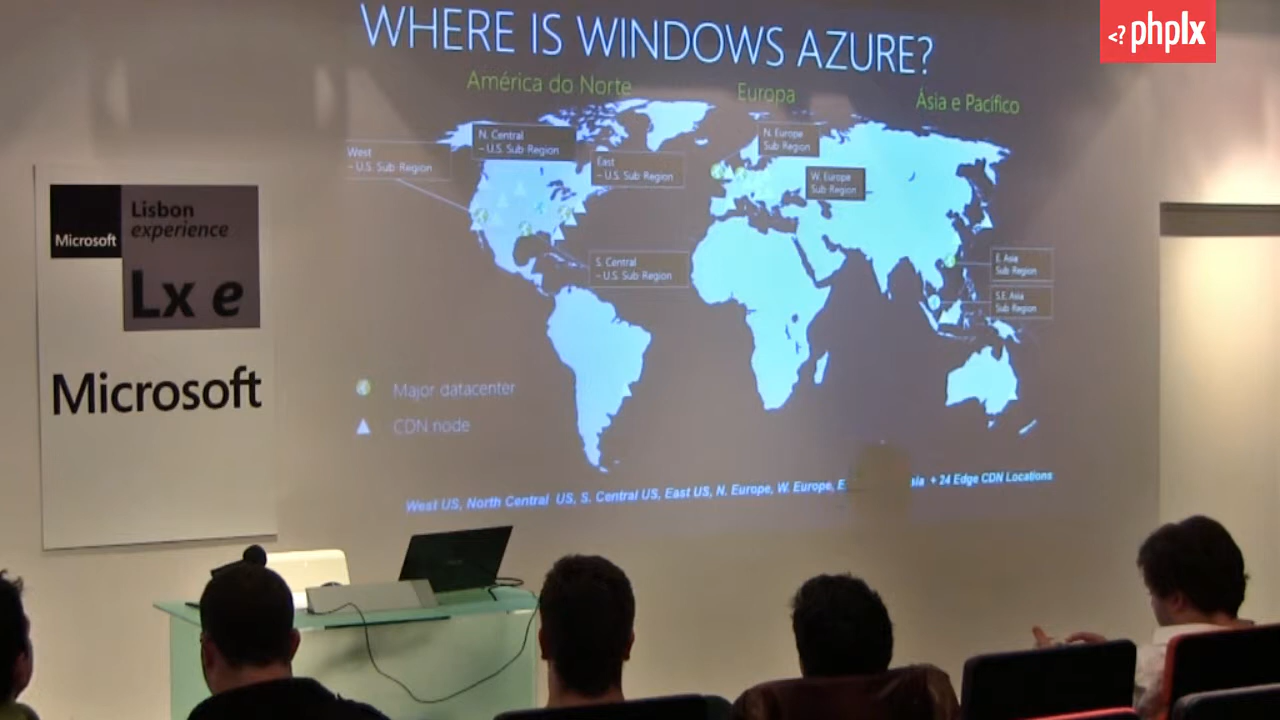 <? phplx
WHERE IS WINDOWS AZURE?
América do Norte
Europa
Ásia e Pacífico
N. Central
– U.S. Sub Region
West
– U.S. Sub Region
East
– U.S. Sub Region
N. Europe
Sub Region
W. Europe
Sub Region
S. Central
– U.S. Sub Region
E. Asia
Sub Region
S.E. Asia
Sub Region
Major datacenter
CDN node
West US, North Central US, S. Central US, East US, N. Europe, W. Europe, + 24 Edge CDN Locations
Microsoft
Lisbon
experience
Lx e
Microsoft